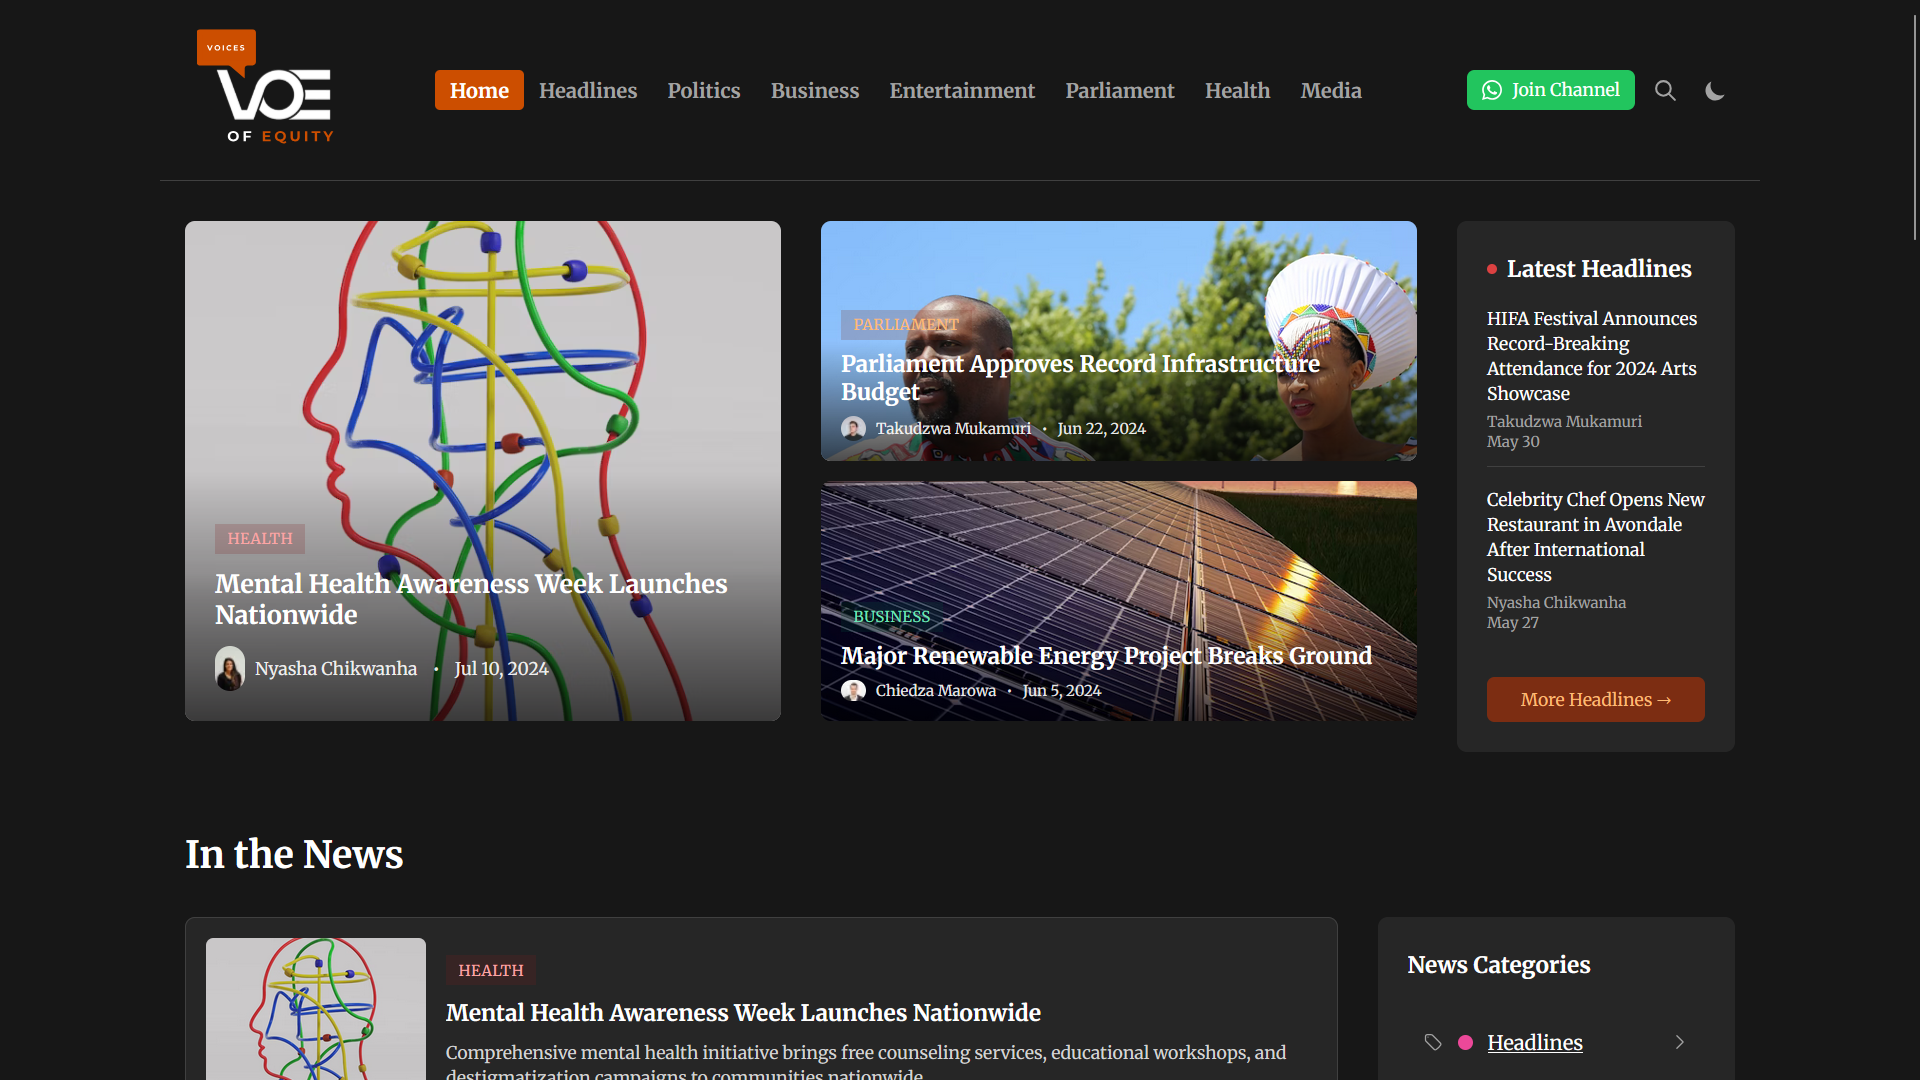 VOICES
VOE
OF EQUITY
Home
Headlines
Politics
Business
Entertainment
Parliament
Health
Media
Join Channel
HEALTH
Mental Health Awareness Week Launches
Nationwide
Nyasha Chikwanha • Jul 10, 2024
PARLIAMENT
Parliament Approves Record Infrastructure
Budget
Takudzwa Mukamuri • Jun 22, 2024
BUSINESS
Major Renewable Energy Project Breaks Ground
Chiedza Marowa • Jun 5, 2024
Latest Headlines
HIFA Festival Announces
Record-Breaking
Attendance for 2024 Arts
Showcase
Takudzwa Mukamuri
May 30
Celebrity Chef Opens New
Restaurant in Avondale
After International
Success
Nyasha Chikwanha
May 27
More Headlines →
In the News
HEALTH
Mental Health Awareness Week Launches Nationwide
Comprehensive mental health initiative brings free counseling services, educational workshops, and
destigmatization campaigns to communities nationwide.
News Categories
Headlines